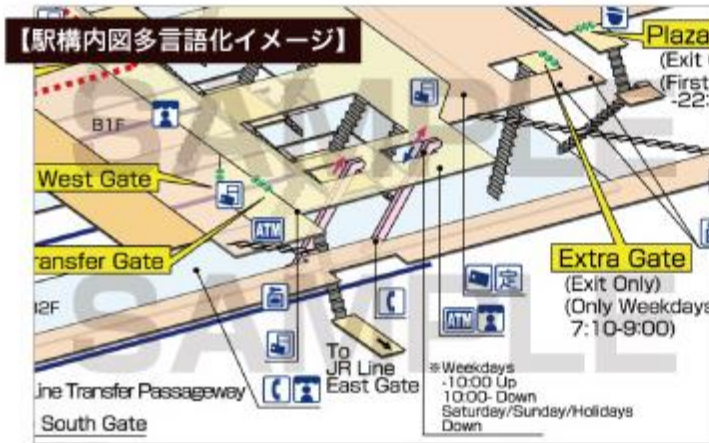 【駅構内図多言語化イメージ】
Plaza
(Exit
(First
-22:
B1F
West Gate
ATM
ransfer Gate
Extra Gate
(Exit Only)
(Only Weekdays
7:10-9:00)
定
B2F
ATM
To
JR Line
East Gate
※Weekdays
-10:00 Up
10:00- Down
Saturday/Sunday/Holidays
Down
Line Transfer Passageway
South Gate
SAMPLE
SAMPLE